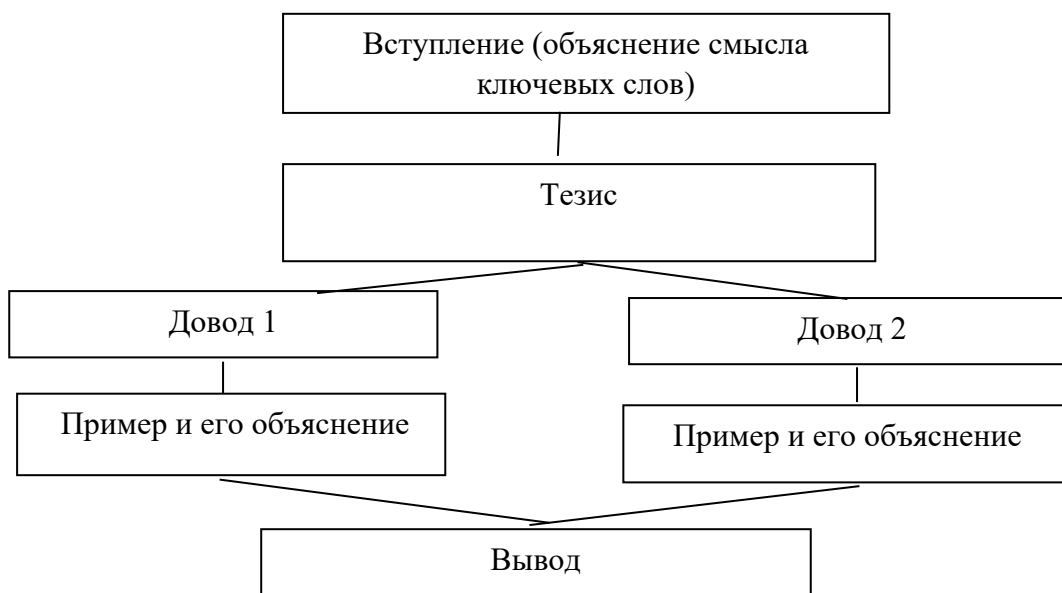 Вступление (объяснение смысла
ключевых слов)
Тезис
Довод 1
Довод 2
Пример и его объяснение
Пример и его объяснение
Вывод